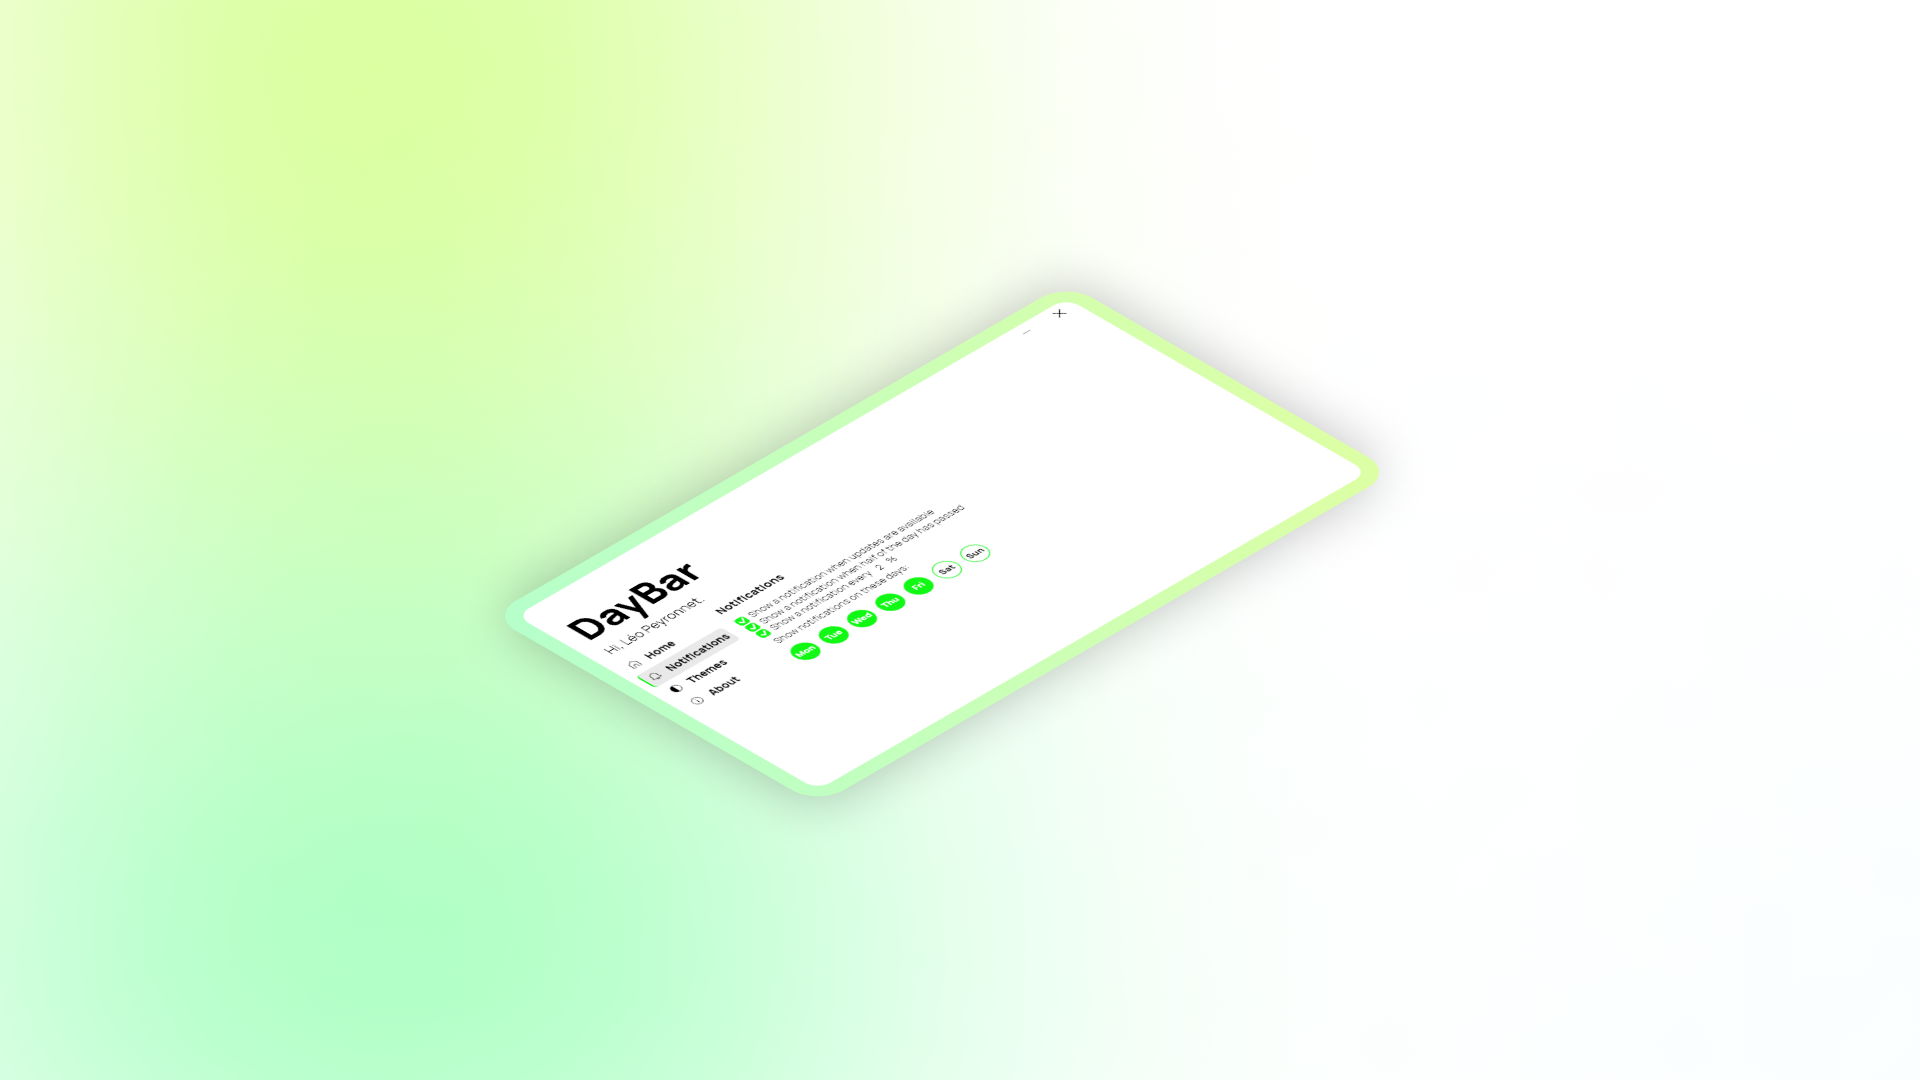 DayBar
Hi, Léo Peyronnet.
Home
Notifications
Themes
About
Notifications
Show a notification when updates are available
Show a notification when half of the day has passed
Show a notification every 2 %
Show notifications on these days:
Mon Tue Wed Thu Fri Sat Sun